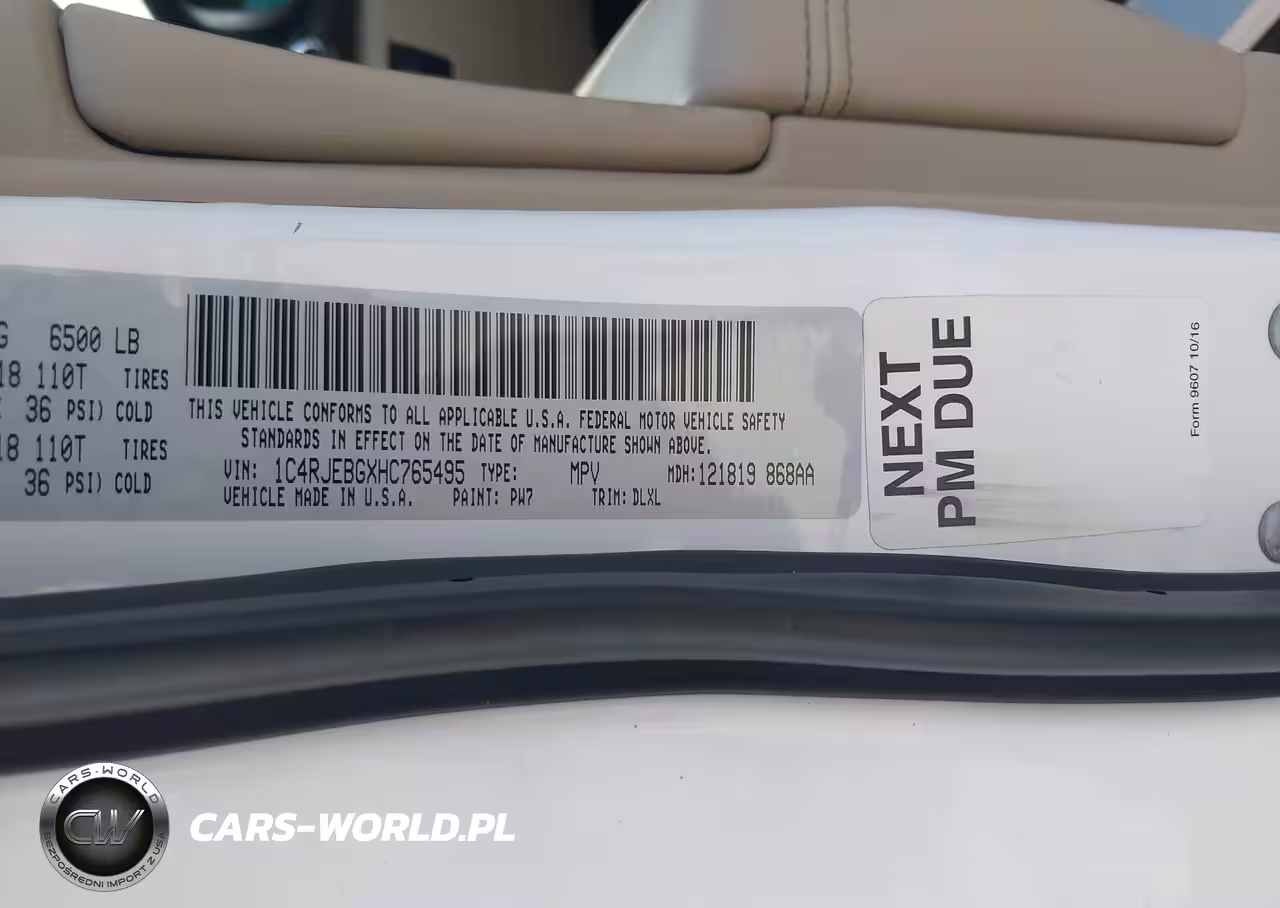 G 6500 LB
18 110T TIRES
36 PSI) COLD
18 110T TIRES
36 PSI) COLD
THIS VEHICLE CONFORMS TO ALL APPLICABLE U.S.A. FEDERAL MOTOR VEHICLE SAFETY
STANDARDS IN EFFECT ON THE DATE OF MANUFACTURE SHOWN ABOVE.
VIN: 1C4RJEBGXHC765495 TYPE: MPV MDH: 121819 868AA
VEHICLE MADE IN U.S.A. PAINT: PW7 TRIM: DLXL
NEXT
PM DUE
Form 9607 10/16
CARS-WORLD
CW
BEZPOŚREDNI IMPORT Z USA
CARS-WORLD.PL